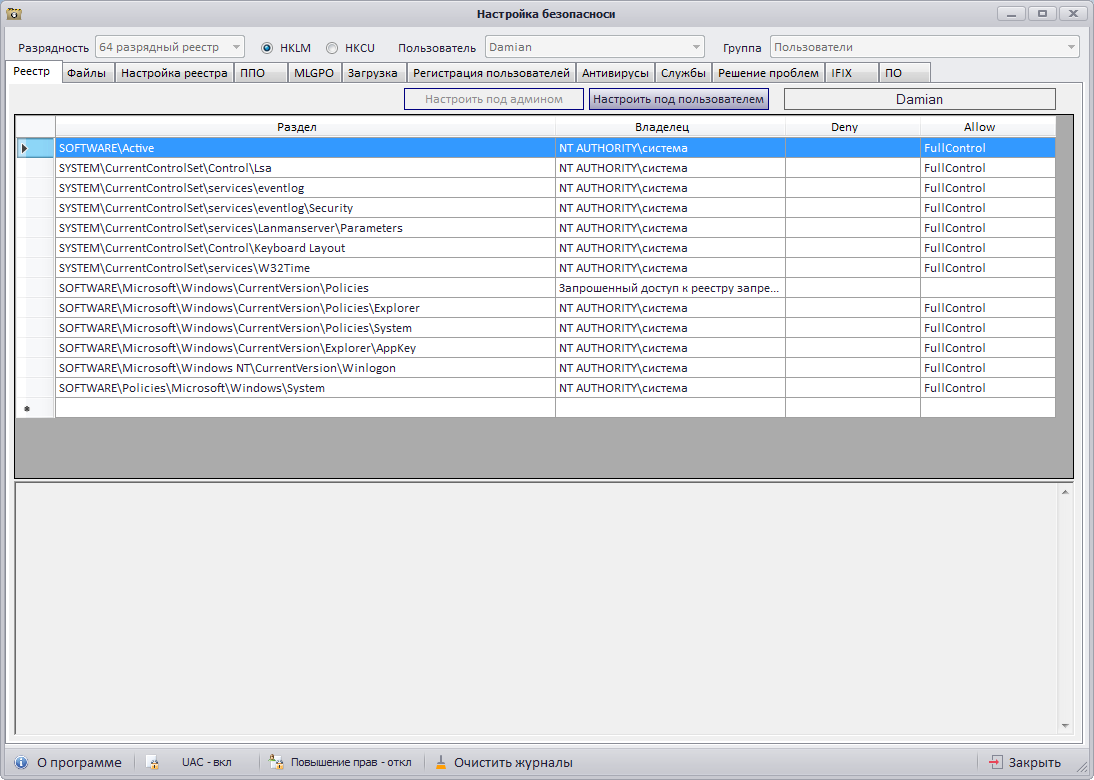 Настройка безопасноси
Разрядность 64 разрядный реестр HKLM HKCU Пользователь Damian Группа Пользователи
Реестр Файлы Настройка реестра ППО MLGPO Загрузка Регистрация пользователей Антивирусы Службы Решение проблем IFIX ПО
Настроить под админом Настроить под пользователем Damian
Раздел Владелец Deny Allow
SOFTWARE\Active NT AUTHORITY\система FullControl
SYSTEM\CurrentControlSet\Control\Lsa NT AUTHORITY\система FullControl
SYSTEM\CurrentControlSet\services\eventlog NT AUTHORITY\система FullControl
SYSTEM\CurrentControlSet\services\eventlog\Security NT AUTHORITY\система FullControl
SYSTEM\CurrentControlSet\services\Lanmanserver\Parameters NT AUTHORITY\система FullControl
SYSTEM\CurrentControlSet\Control\Keyboard Layout NT AUTHORITY\система FullControl
SYSTEM\CurrentControlSet\services\W32Time NT AUTHORITY\система FullControl
SOFTWARE\Microsoft\Windows\CurrentVersion\Policies Запрошенный доступ к реестру запре...
SOFTWARE\Microsoft\Windows\CurrentVersion\Policies\Explorer NT AUTHORITY\система FullControl
SOFTWARE\Microsoft\Windows\CurrentVersion\Policies\System NT AUTHORITY\система FullControl
SOFTWARE\Microsoft\Windows\CurrentVersion\Explorer\AppKey NT AUTHORITY\система FullControl
SOFTWARE\Microsoft\Windows NT\CurrentVersion\Winlogon NT AUTHORITY\система FullControl
SOFTWARE\Policies\Microsoft\Windows\System NT AUTHORITY\система FullControl
О программе UAC - вкл Повышение прав - откл Очистить журналы Закрыть